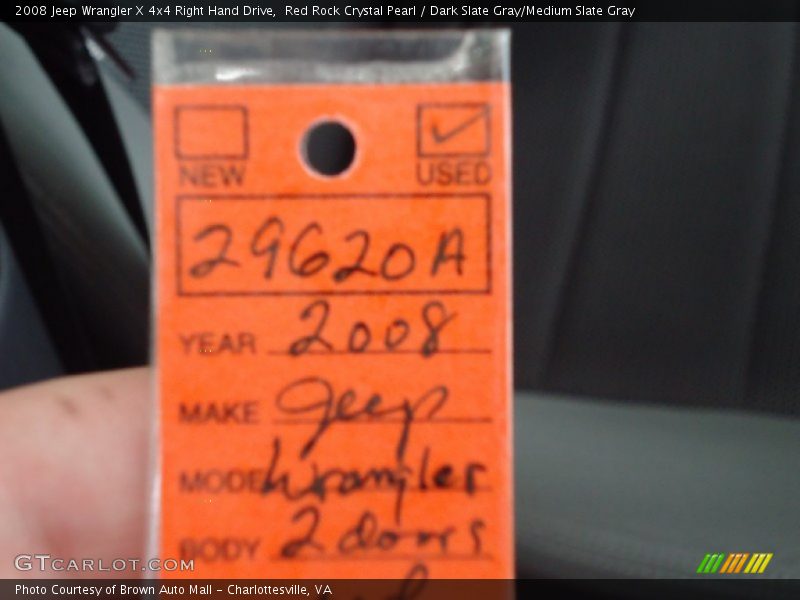 2008 Jeep Wrangler X 4x4 Right Hand Drive,  Red Rock Crystal Pearl / Dark Slate Gray/Medium Slate Gray
NEW USED
29620A
YEAR 2008
MAKE Jeep
MODEL Wrangler
BODY 2 doors
GTCARLOT.COM
Photo Courtesy of Brown Auto Mall - Charlottesville, VA